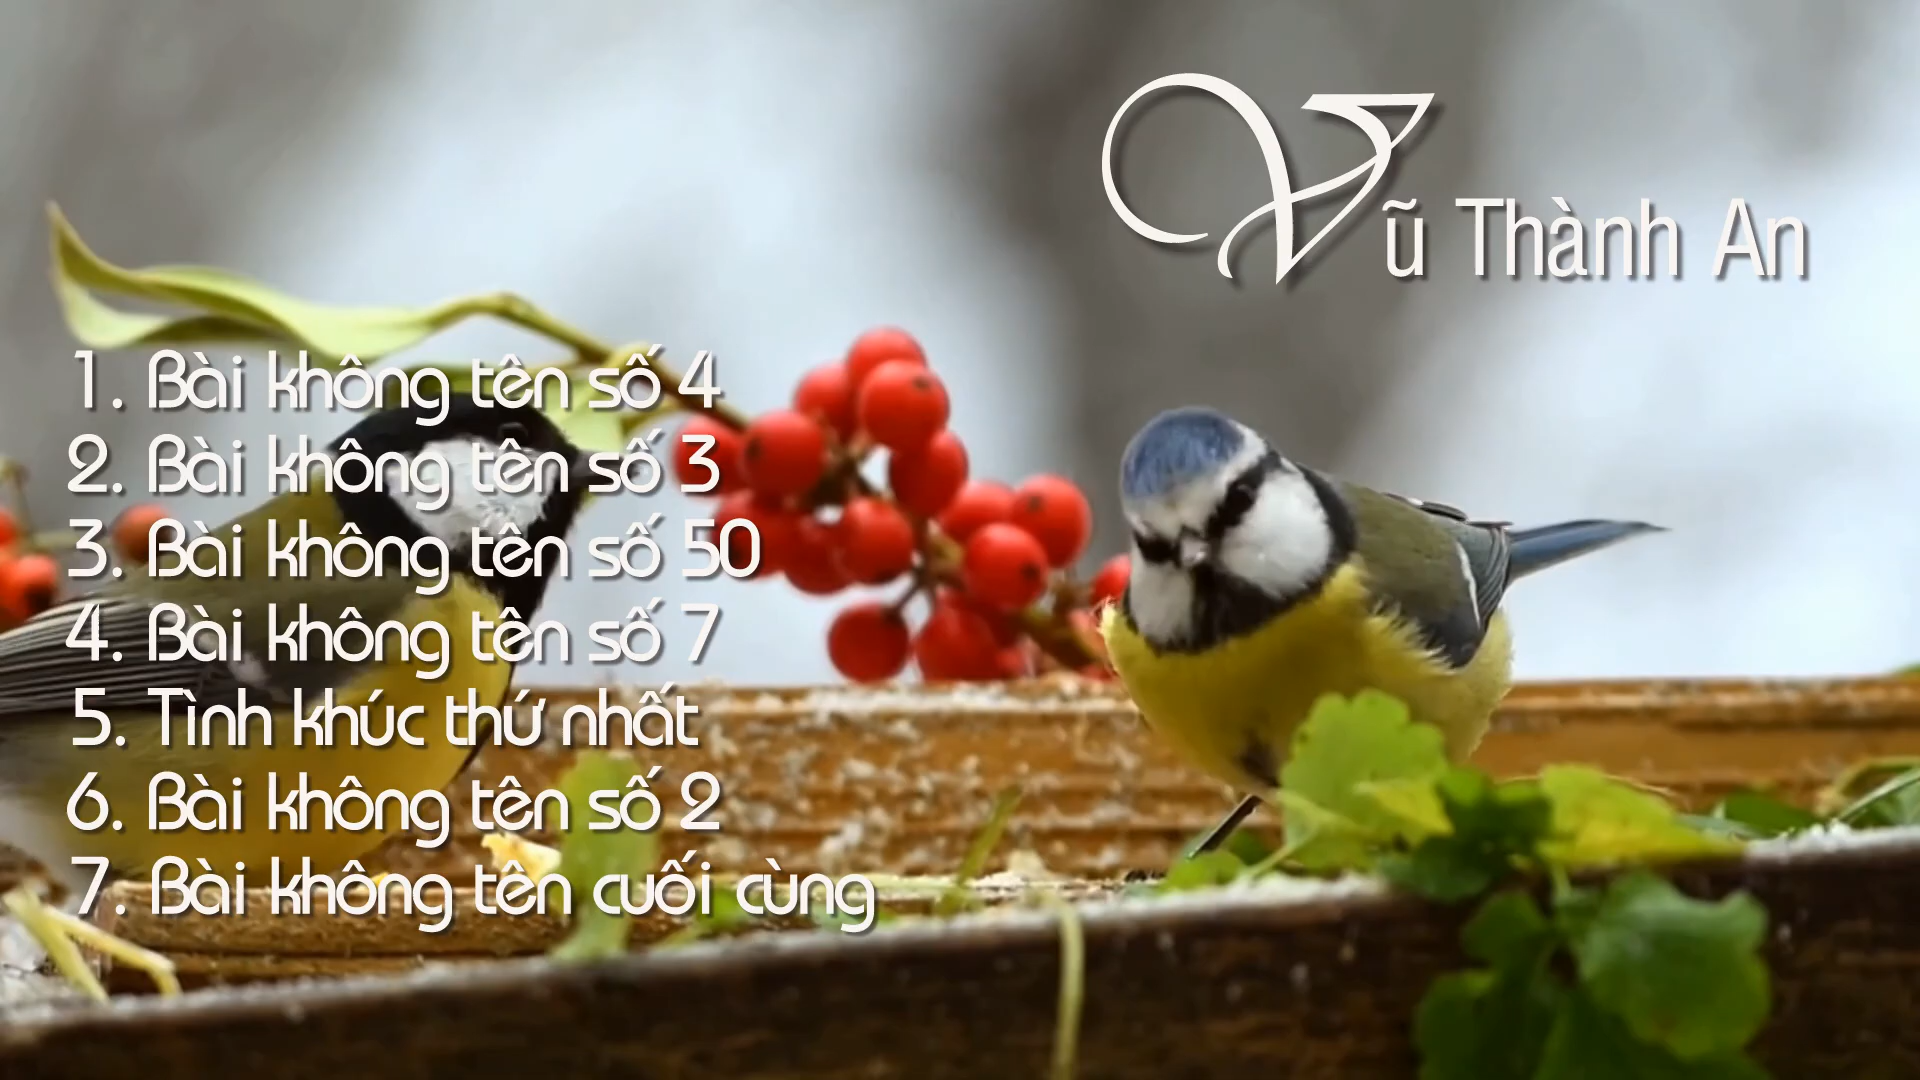 Vũ Thành An
1. Bài không tên số 4
2. Bài không tên số 3
3. Bài không tên số 50
4. Bài không tên số 7
5. Tình khúc thứ nhất
6. Bài không tên số 2
7. Bài không tên cuối cùng